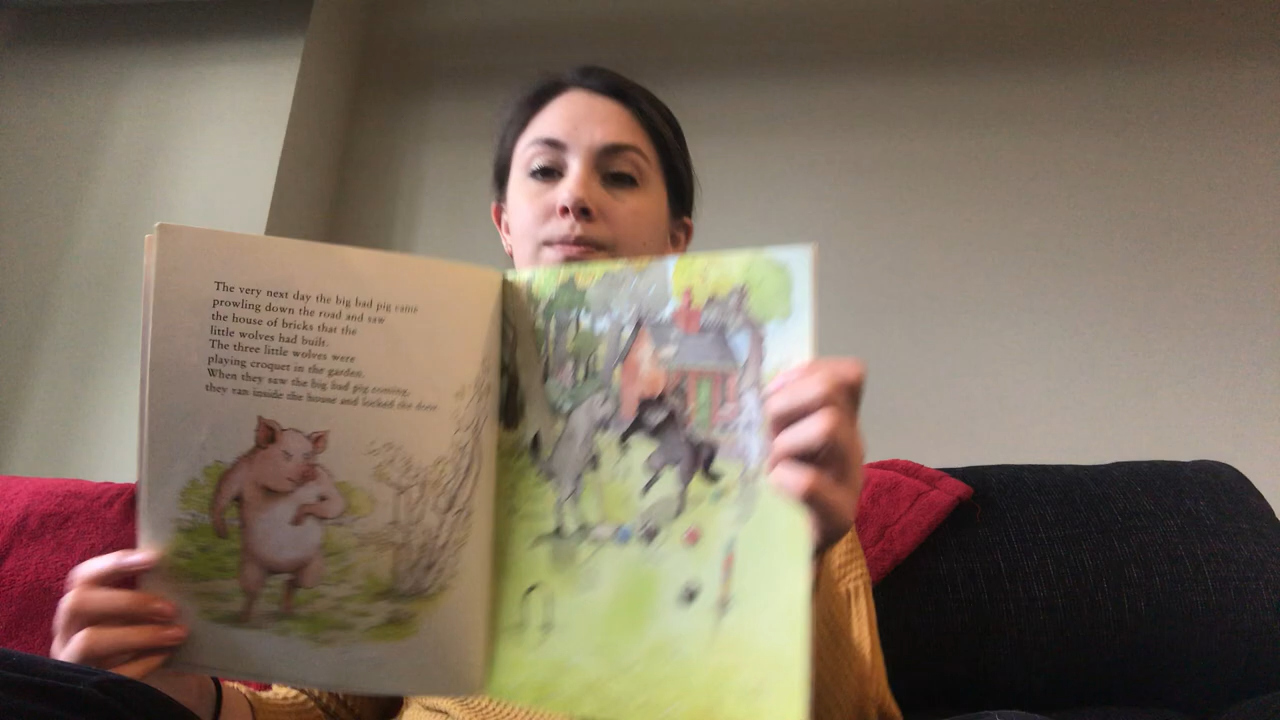 The very next day the big bad pig came
prowling down the road and saw
the house of bricks that the
little wolves had built.
The three little wolves were
playing croquet in the garden.
When they saw the big bad pig coming,
they ran inside the house and locked the door.